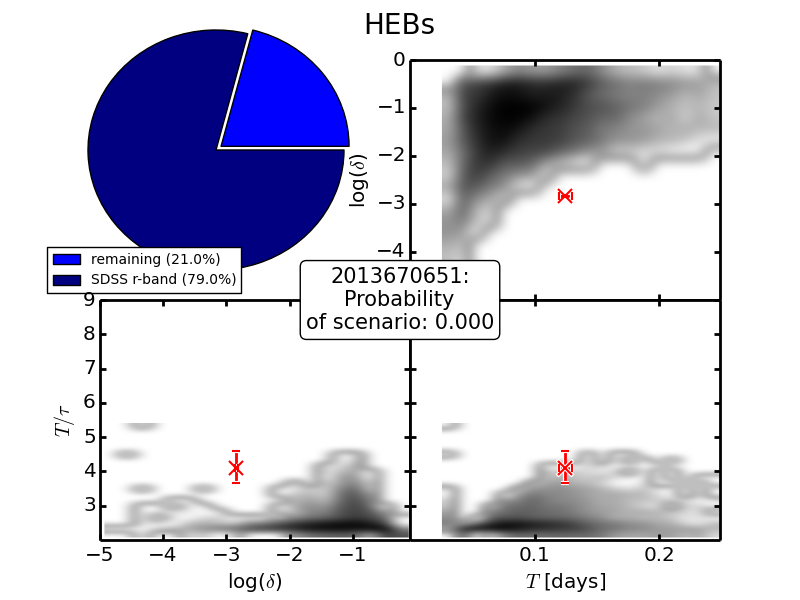 HEBs
remaining (21.0%)
SDSS r-band (79.0%)
log(δ)
0
−1
−2
−3
−4
2013670651:
Probability
of scenario: 0.000
T/τ
9
8
7
6
5
4
3
−5 −4 −3 −2 −1
log(δ)
0.1 0.2
T [days]